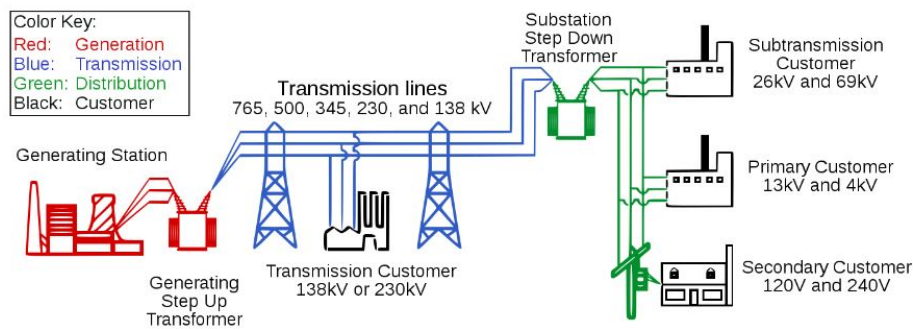 Color Key:
Red: Generation
Blue: Transmission
Green: Distribution
Black: Customer
Generating Station
Generating
Step Up
Transformer
Transmission lines
765, 500, 345, 230, and 138 kV
Transmission Customer
138kV or 230kV
Substation
Step Down
Transformer
Subtransmission
Customer
26kV and 69kV
Primary Customer
13kV and 4kV
Secondary Customer
120V and 240V